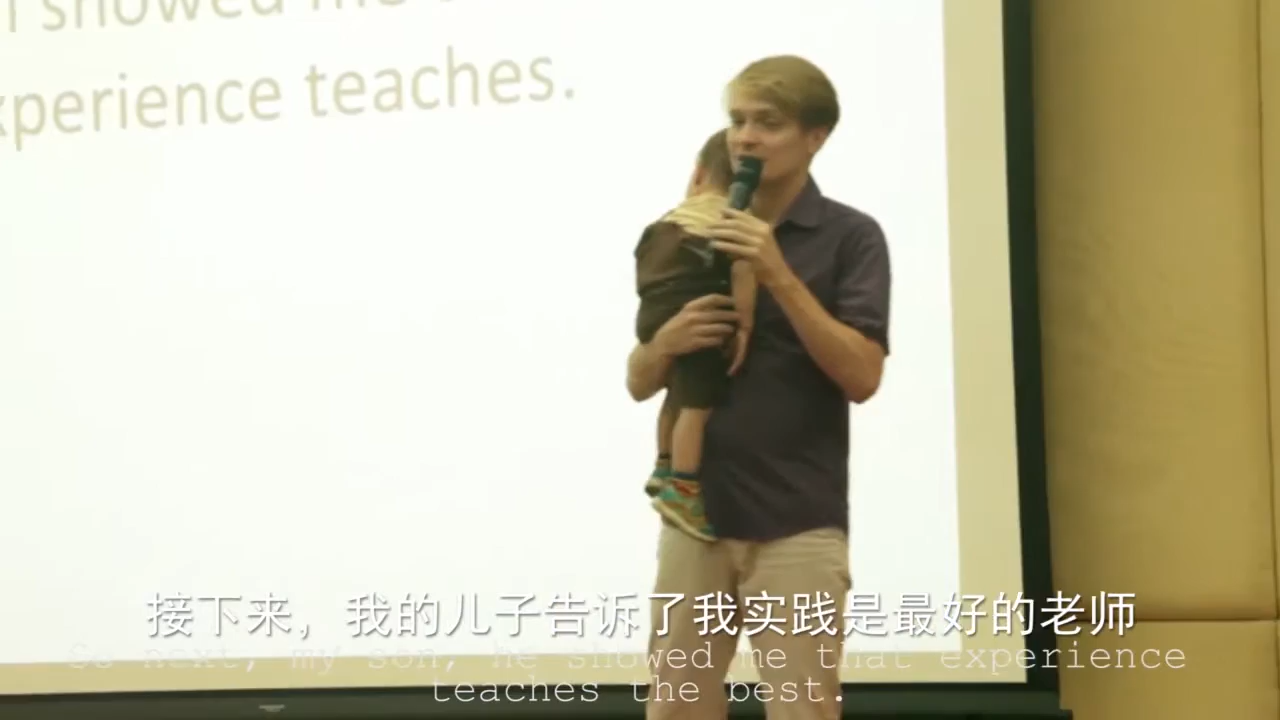 showed me
xperience teaches.
接下来，我的儿子告诉了我实践是最好的老师
So next, my son, he showed me that experience
teaches the best.